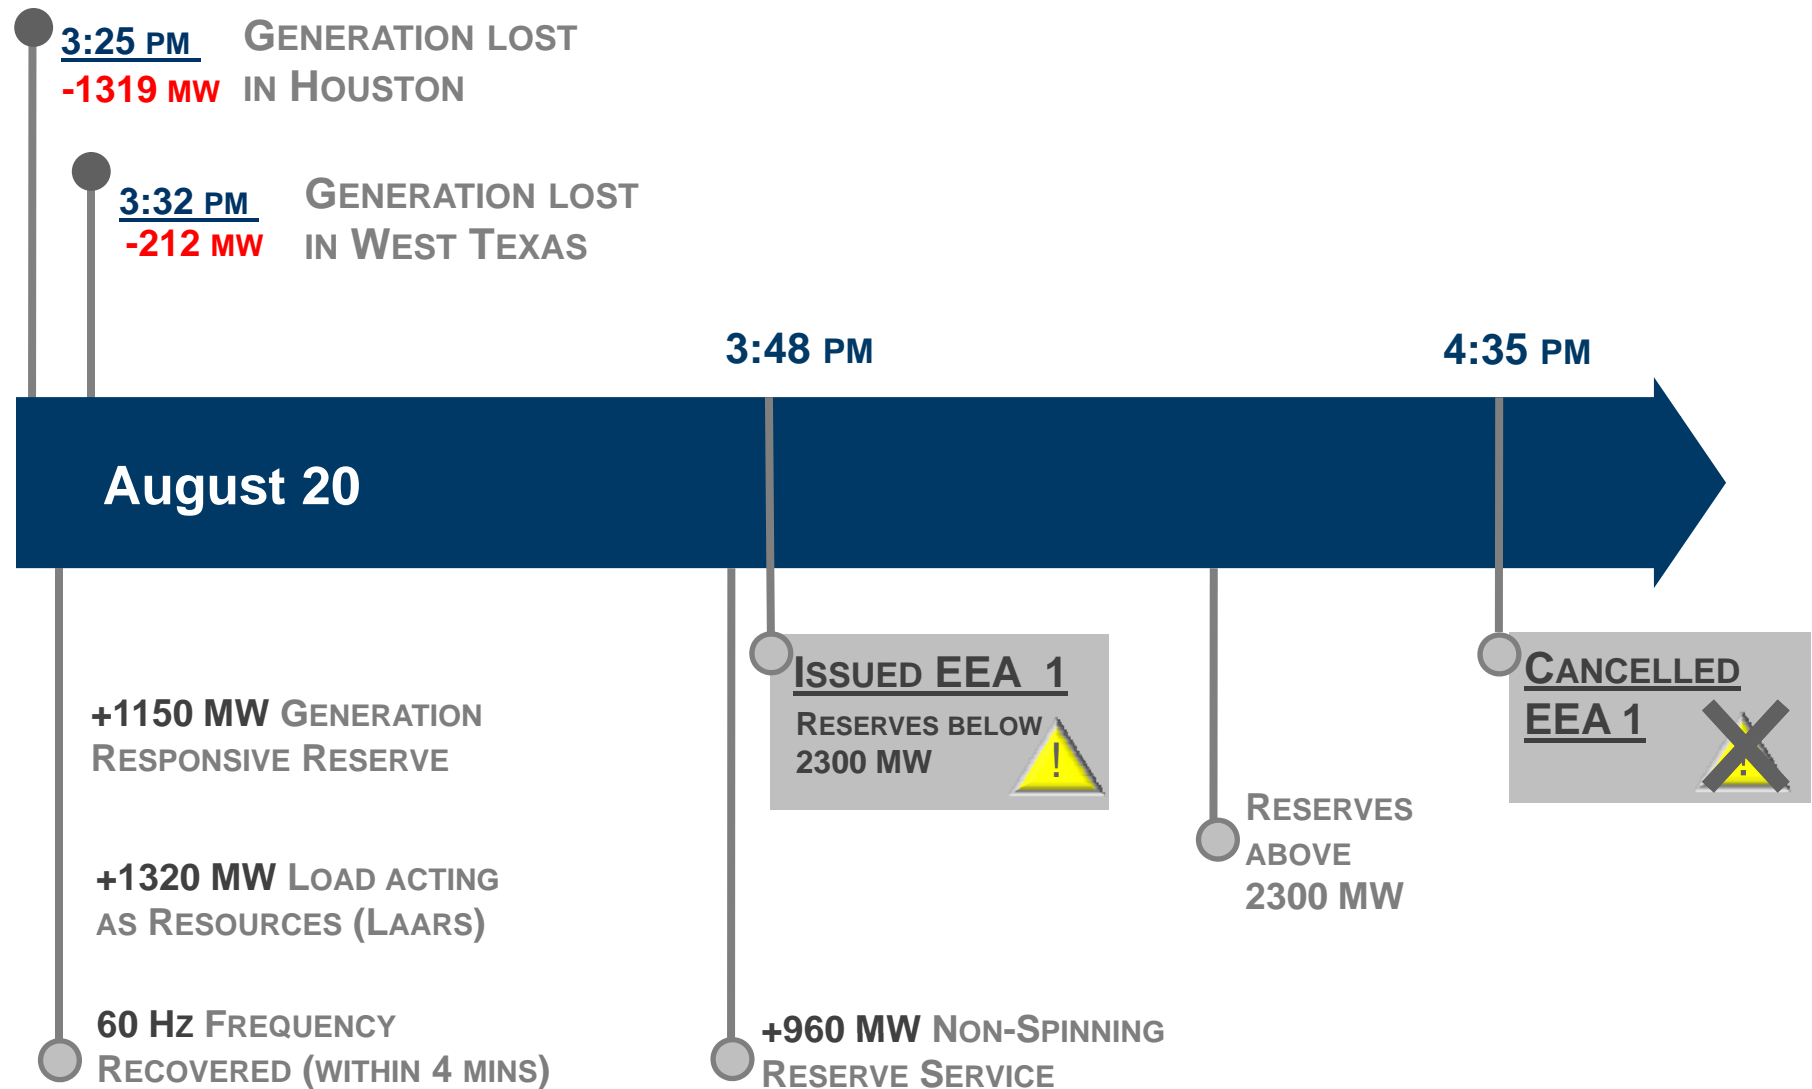 3:25 PM
-1319 MW
GENERATION LOST
IN HOUSTON
3:32 PM
-212 MW
GENERATION LOST
IN WEST TEXAS
3:48 PM
4:35 PM
August 20
+1150 MW GENERATION
RESPONSIVE RESERVE
+1320 MW LOAD ACTING
AS RESOURCES (LAARS)
60 HZ FREQUENCY
RECOVERED (WITHIN 4 MINS)
ISSUED EEA 1
RESERVES BELOW
2300 MW
!
+960 MW NON-SPINNING
RESERVE SERVICE
RESERVES
ABOVE
2300 MW
CANCELLED
EEA 1
!